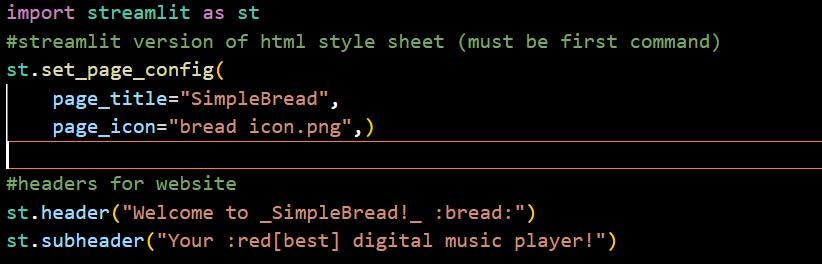 import streamlit as st
#streamlit version of html style sheet (must be first command)
st.set_page_config(
    page_title="SimpleBread",
    page_icon="bread icon.png",)
#headers for website
st.header("Welcome to _SimpleBread!_ :bread:")
st.subheader("Your :red[best] digital music player!")